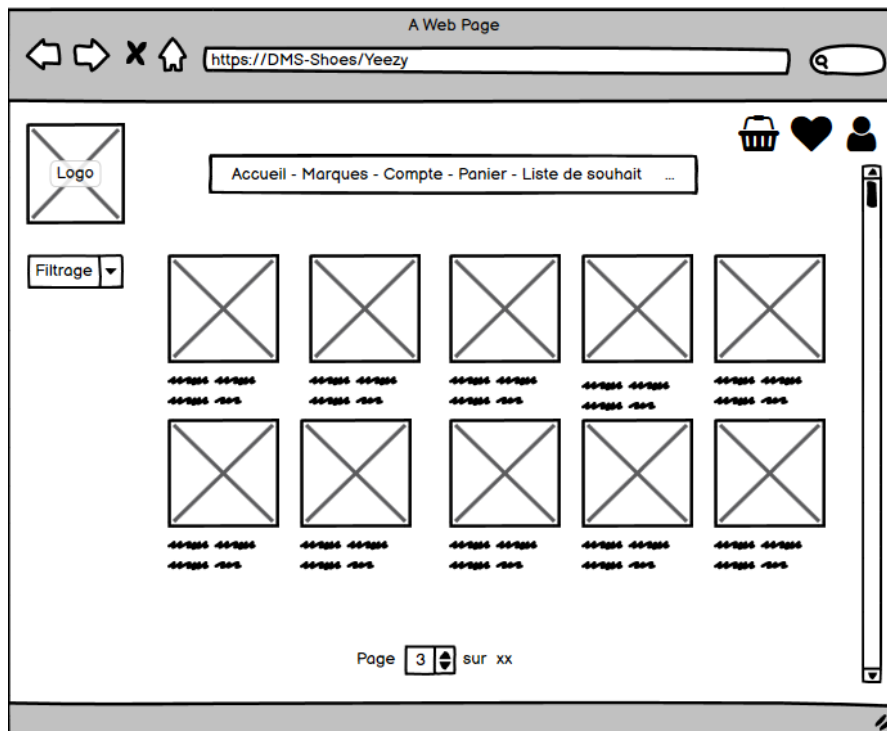 A Web Page
https://DMS-Shoes/Yeezy
Logo
Accueil - Marques - Compte - Panier - Liste de souhait ...
Filtrage
Page 3 sur xx